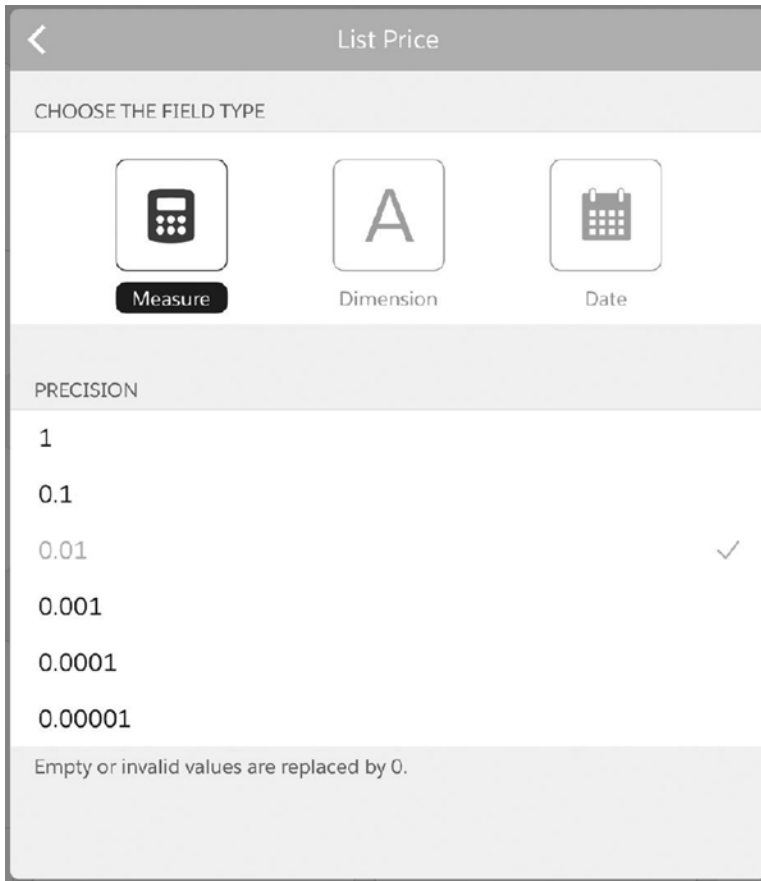 List Price
CHOOSE THE FIELD TYPE
A
Measure Dimension Date
PRECISION
1
0.1
0.01
0.001
0.0001
0.00001
Empty or invalid values are replaced by 0.